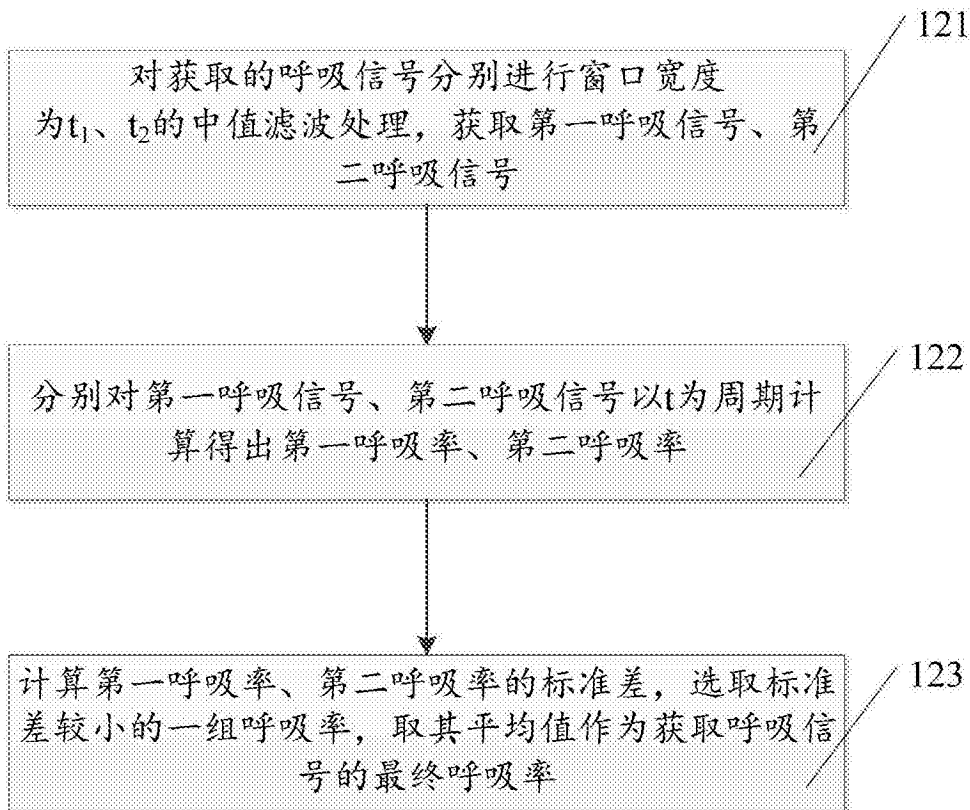 121
对获取的呼吸信号分别进行窗口宽度
为t₁、t₂的中值滤波处理，获取第一呼吸信号、第
二呼吸信号
122
分别对第一呼吸信号、第二呼吸信号以t为周期计
算得出第一呼吸率、第二呼吸率
123
计算第一呼吸率、第二呼吸率的标准差，选取标准
差较小的一组呼吸率，取其平均值作为获取呼吸信
号的最终呼吸率